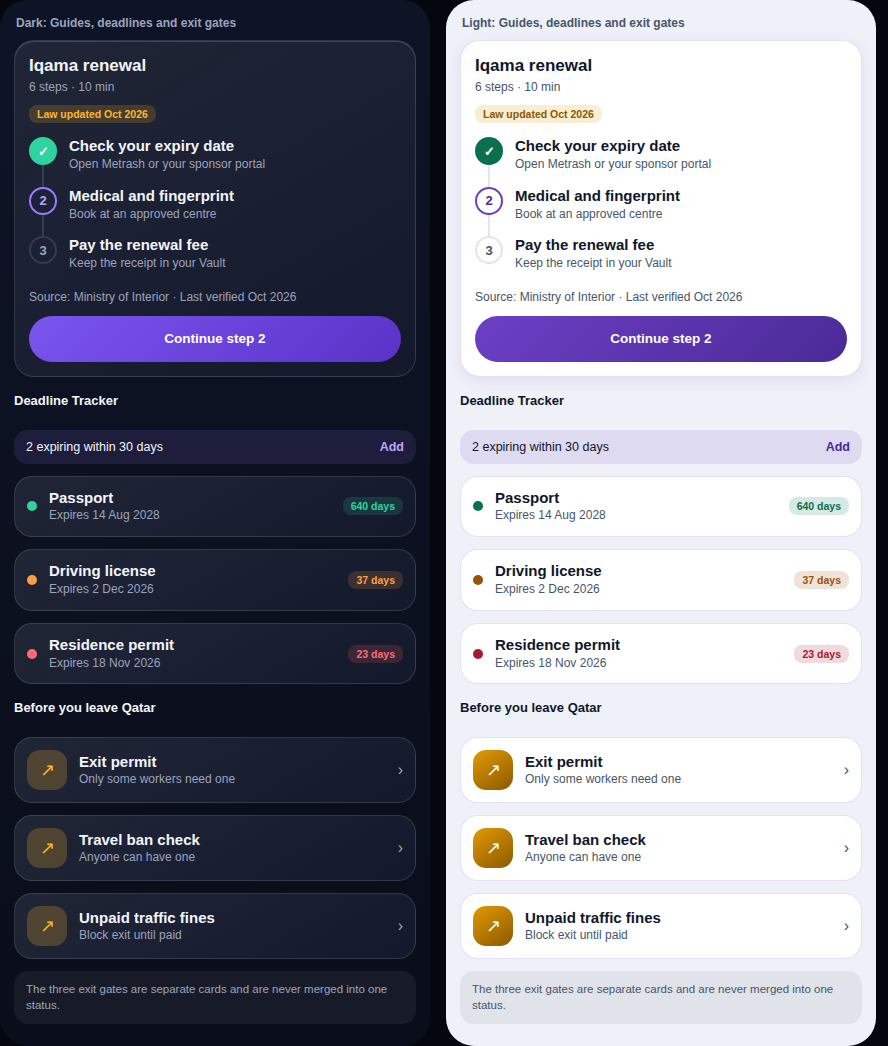 Dark: Guides, deadlines and exit gates
Iqama renewal
6 steps · 10 min
Law updated Oct 2026
✓
Check your expiry date
Open Metrash or your sponsor portal
2
Medical and fingerprint
Book at an approved centre
3
Pay the renewal fee
Keep the receipt in your Vault
Source: Ministry of Interior · Last verified Oct 2026
Continue step 2
Deadline Tracker
2 expiring within 30 days
Add
Passport
Expires 14 Aug 2028
640 days
Driving license
Expires 2 Dec 2026
37 days
Residence permit
Expires 18 Nov 2026
23 days
Before you leave Qatar
↗
Exit permit
Only some workers need one
›
↗
Travel ban check
Anyone can have one
›
↗
Unpaid traffic fines
Block exit until paid
›
The three exit gates are separate cards and are never merged into one
status.
Light: Guides, deadlines and exit gates
Iqama renewal
6 steps · 10 min
Law updated Oct 2026
✓
Check your expiry date
Open Metrash or your sponsor portal
2
Medical and fingerprint
Book at an approved centre
3
Pay the renewal fee
Keep the receipt in your Vault
Source: Ministry of Interior · Last verified Oct 2026
Continue step 2
Deadline Tracker
2 expiring within 30 days
Add
Passport
Expires 14 Aug 2028
640 days
Driving license
Expires 2 Dec 2026
37 days
Residence permit
Expires 18 Nov 2026
23 days
Before you leave Qatar
↗
Exit permit
Only some workers need one
›
↗
Travel ban check
Anyone can have one
›
↗
Unpaid traffic fines
Block exit until paid
›
The three exit gates are separate cards and are never merged into one
status.